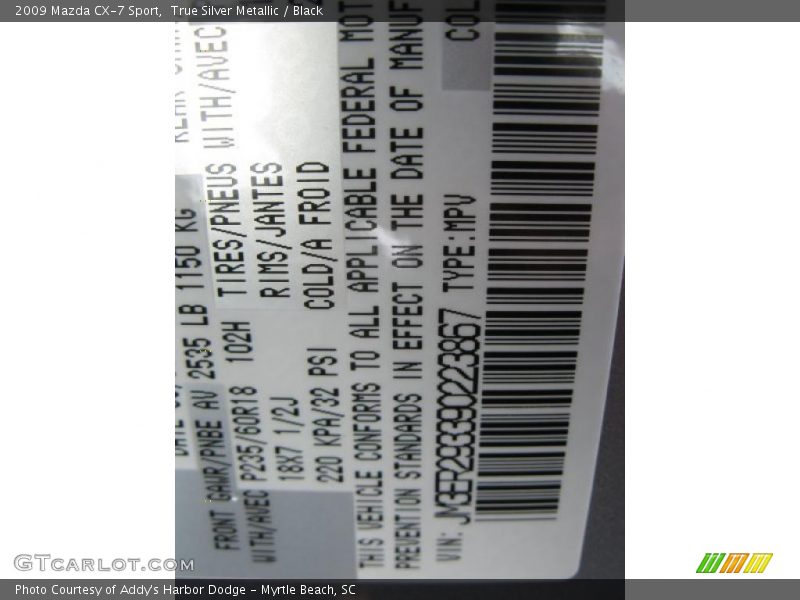 2009 Mazda CX-7 Sport, True Silver Metallic / Black
FRONT GAWR/PNBE AV 2535 LB 1150 KG
WITH/AVEC P235/60R18 102H TIRES/PNEUS WITH/AVEC
18X7 1/2J RIMS/JANTES
220 KPA/32 PSI COLD/A FROID
THIS VEHICLE CONFORMS TO ALL APPLICABLE FEDERAL MOT
PREVENTION STANDARDS IN EFFECT ON THE DATE OF MANUF
VIN: JM3ER293390223867 TYPE:MPV COL
GTCARLOT.COM
Photo Courtesy of Addy's Harbor Dodge - Myrtle Beach, SC